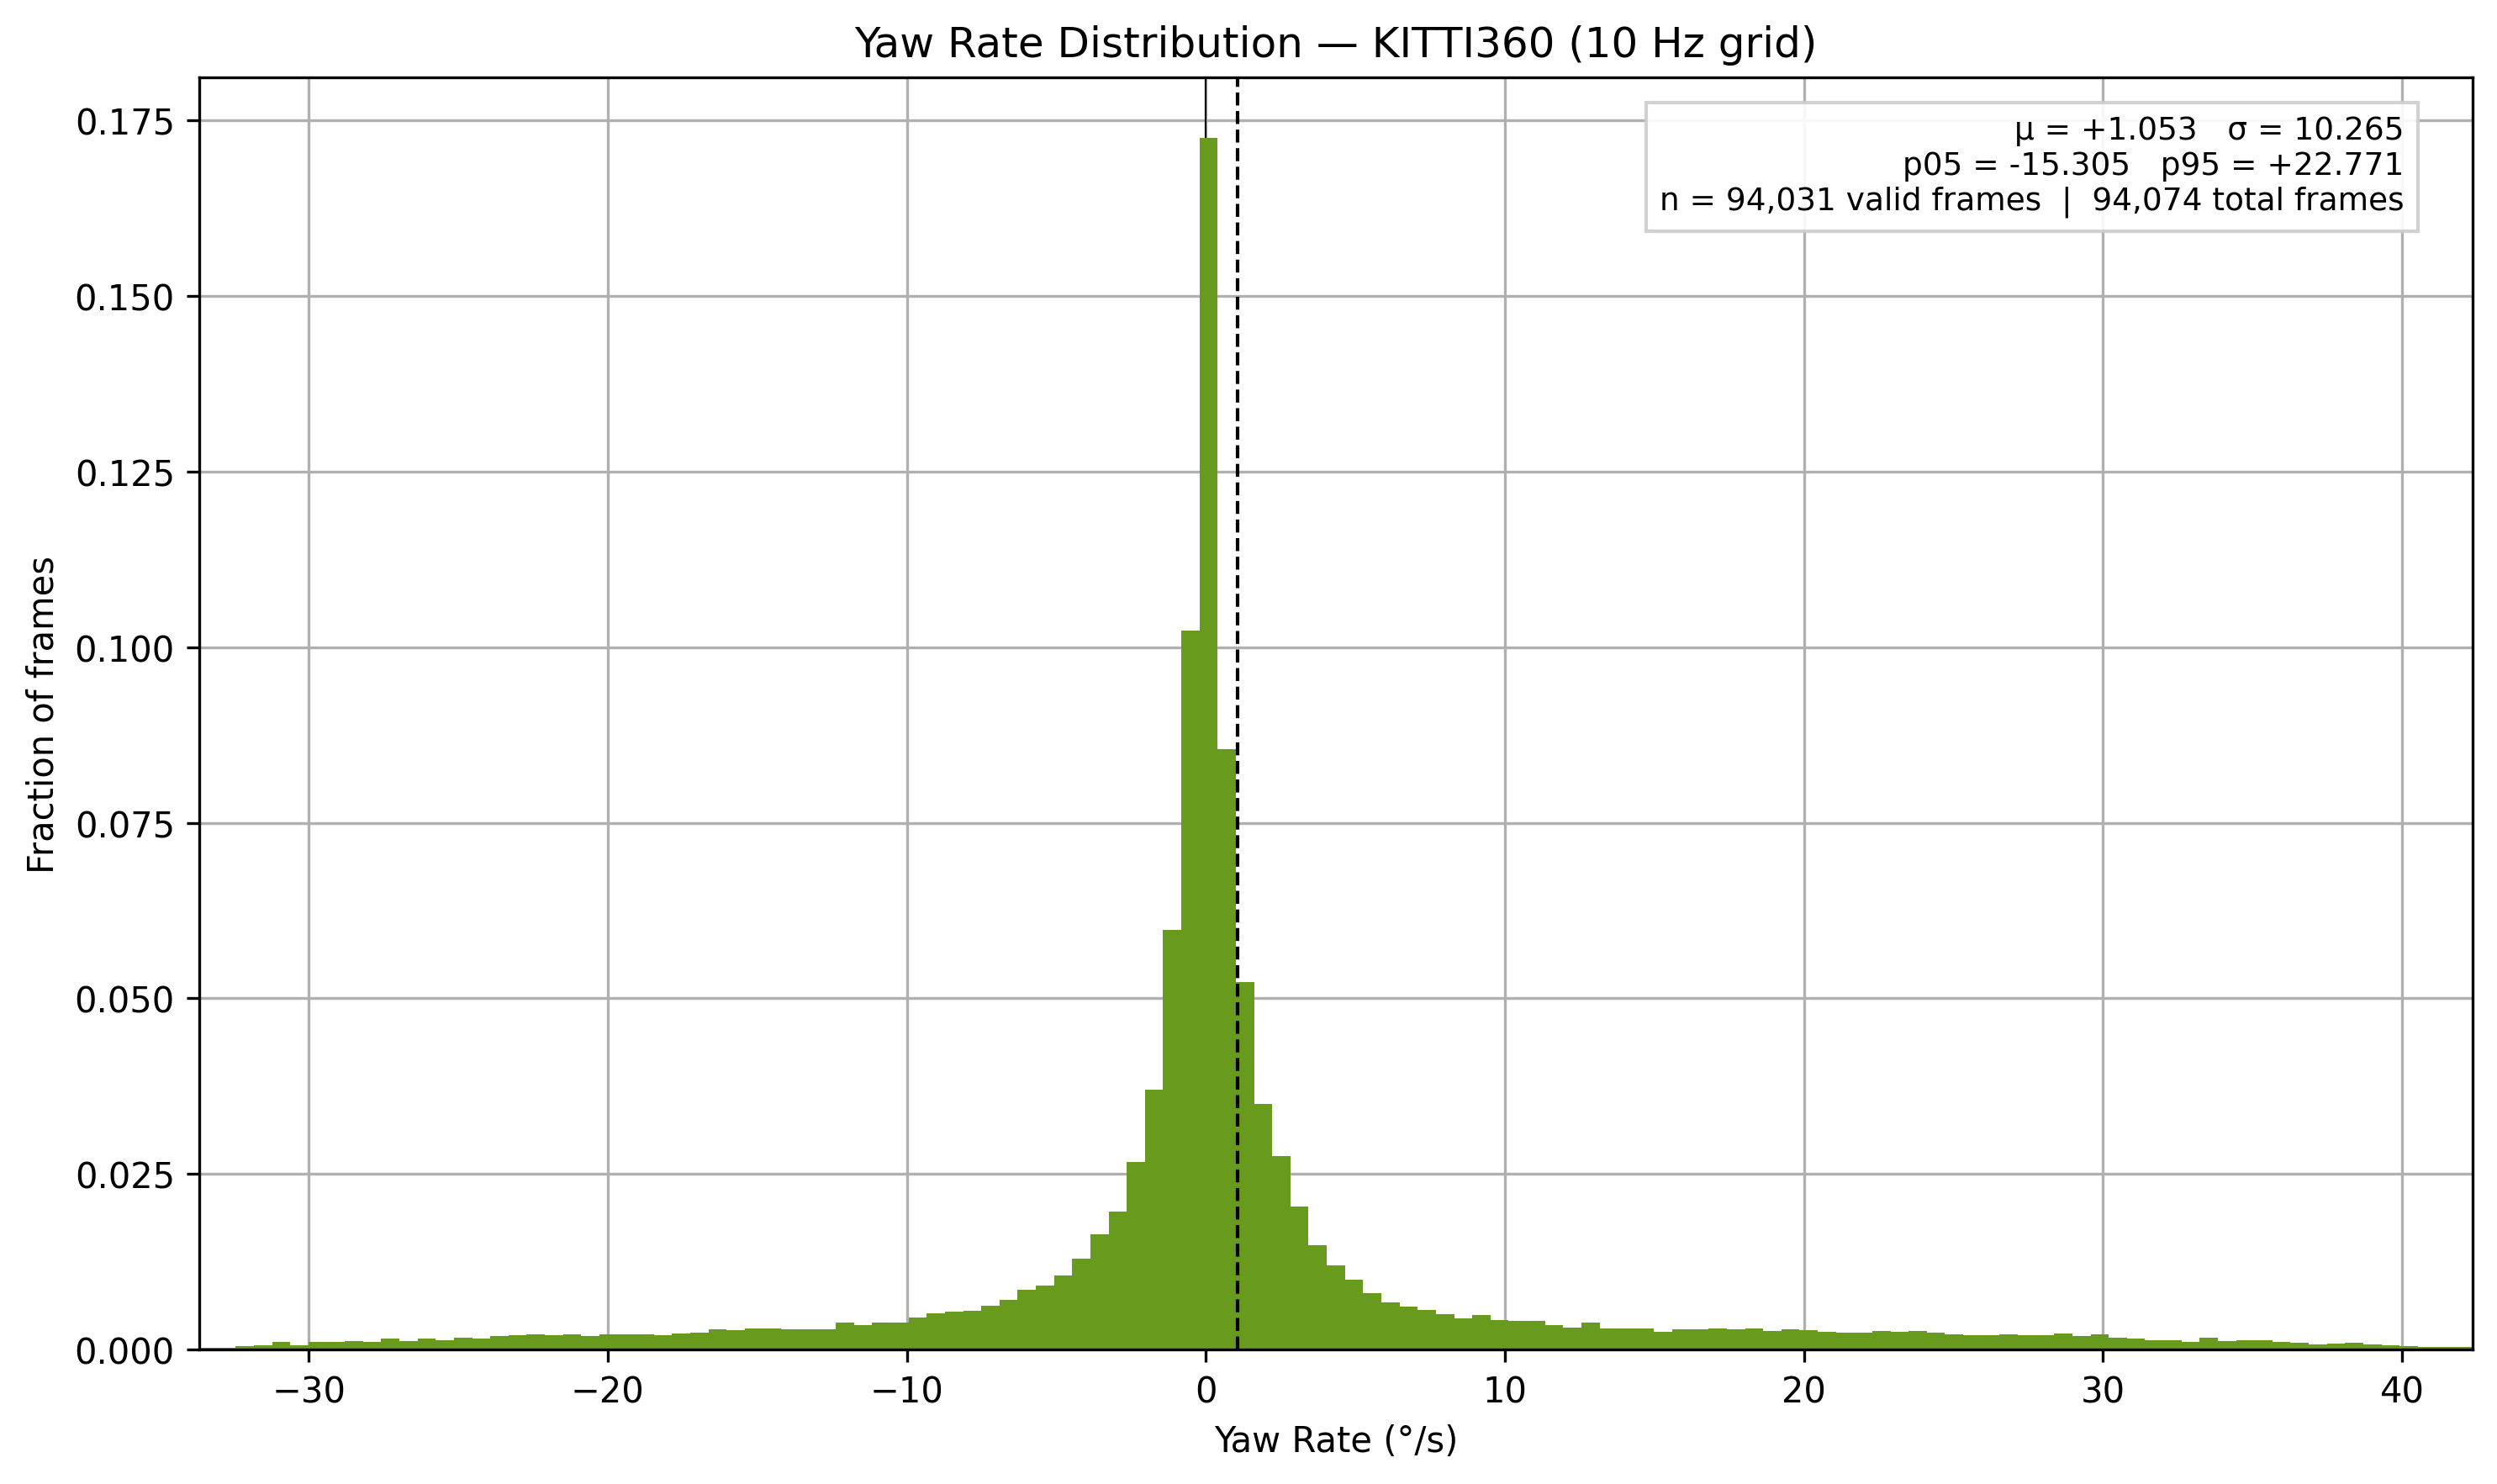 Yaw Rate Distribution — KITTI360 (10 Hz grid)
μ = +1.053   σ = 10.265
p05 = -15.305   p95 = +22.771
n = 94,031 valid frames  |  94,074 total frames
Fraction of frames
0.175
0.150
0.125
0.100
0.075
0.050
0.025
0.000
−30 −20 −10 0 10 20 30 40
Yaw Rate (°/s)